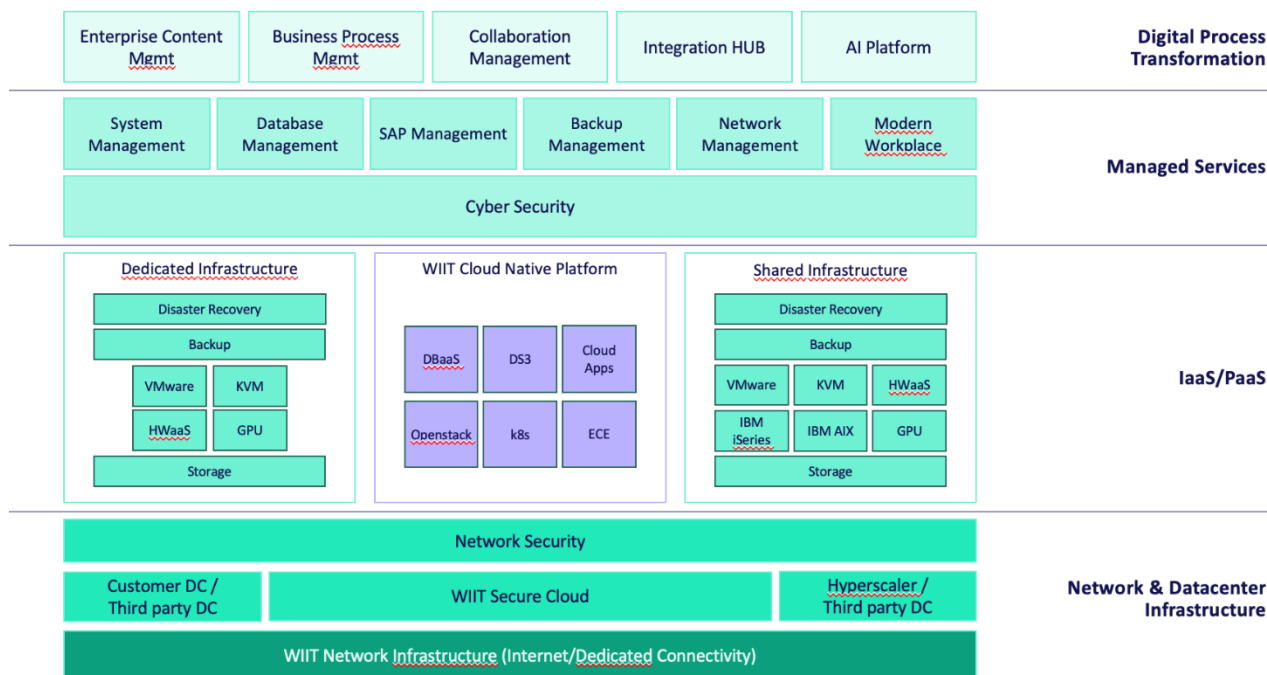 Enterprise Content
Mgmt
Business Process
Mgmt
Collaboration
Management
Integration HUB
AI Platform
Digital Process
Transformation
System
Management
Database
Management
SAP Management
Backup
Management
Network
Management
Modern
Workplace
Managed Services
Cyber Security
Dedicated Infrastructure
Disaster Recovery
Backup
VMware
KVM
HWaaS
GPU
Storage
WIIT Cloud Native Platform
DBaaS
DS3
Cloud
Apps
Openstack
k8s
ECE
Shared Infrastructure
Disaster Recovery
Backup
VMware
KVM
HWaaS
IBM
iSeries
IBM AIX
GPU
Storage
IaaS/PaaS
Network Security
Customer DC /
Third party DC
WIIT Secure Cloud
Hyperscaler /
Third party DC
Network & Datacenter
Infrastructure
WIIT Network Infrastructure (Internet/Dedicated Connectivity)